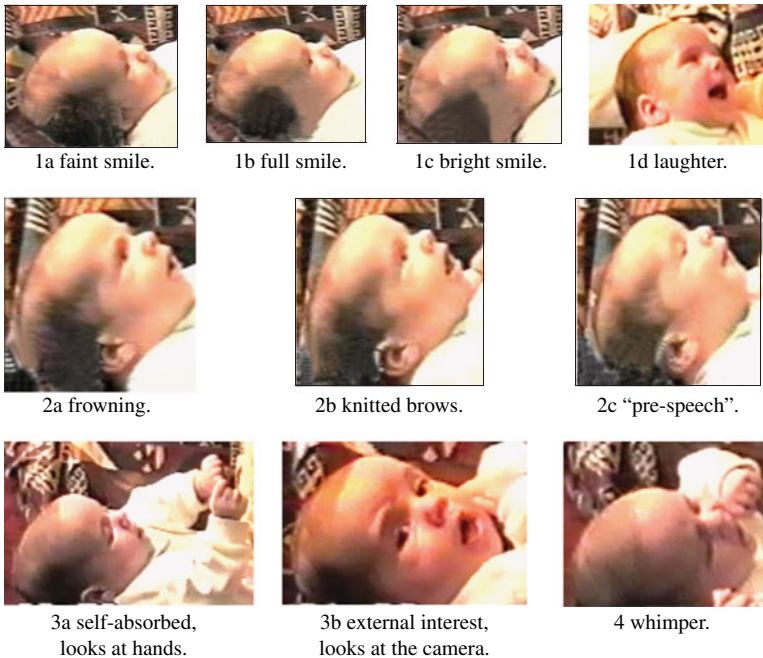 1a faint smile.
1b full smile.
1c bright smile.
1d laughter.
2a frowning.
2b knitted brows.
2c “pre-speech”.
3a self-absorbed,
looks at hands.
3b external interest,
looks at the camera.
4 whimper.